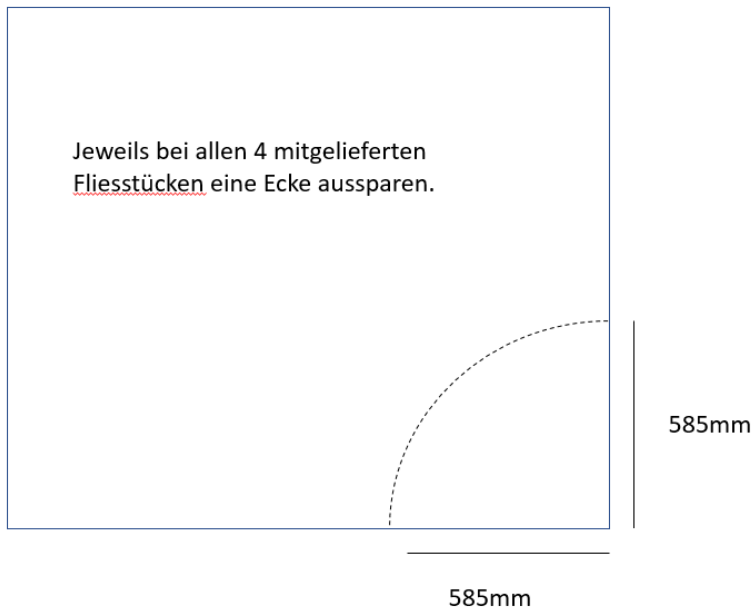 Jeweils bei allen 4 mitgelieferten
Fliesstücken eine Ecke aussparen.
585mm
585mm